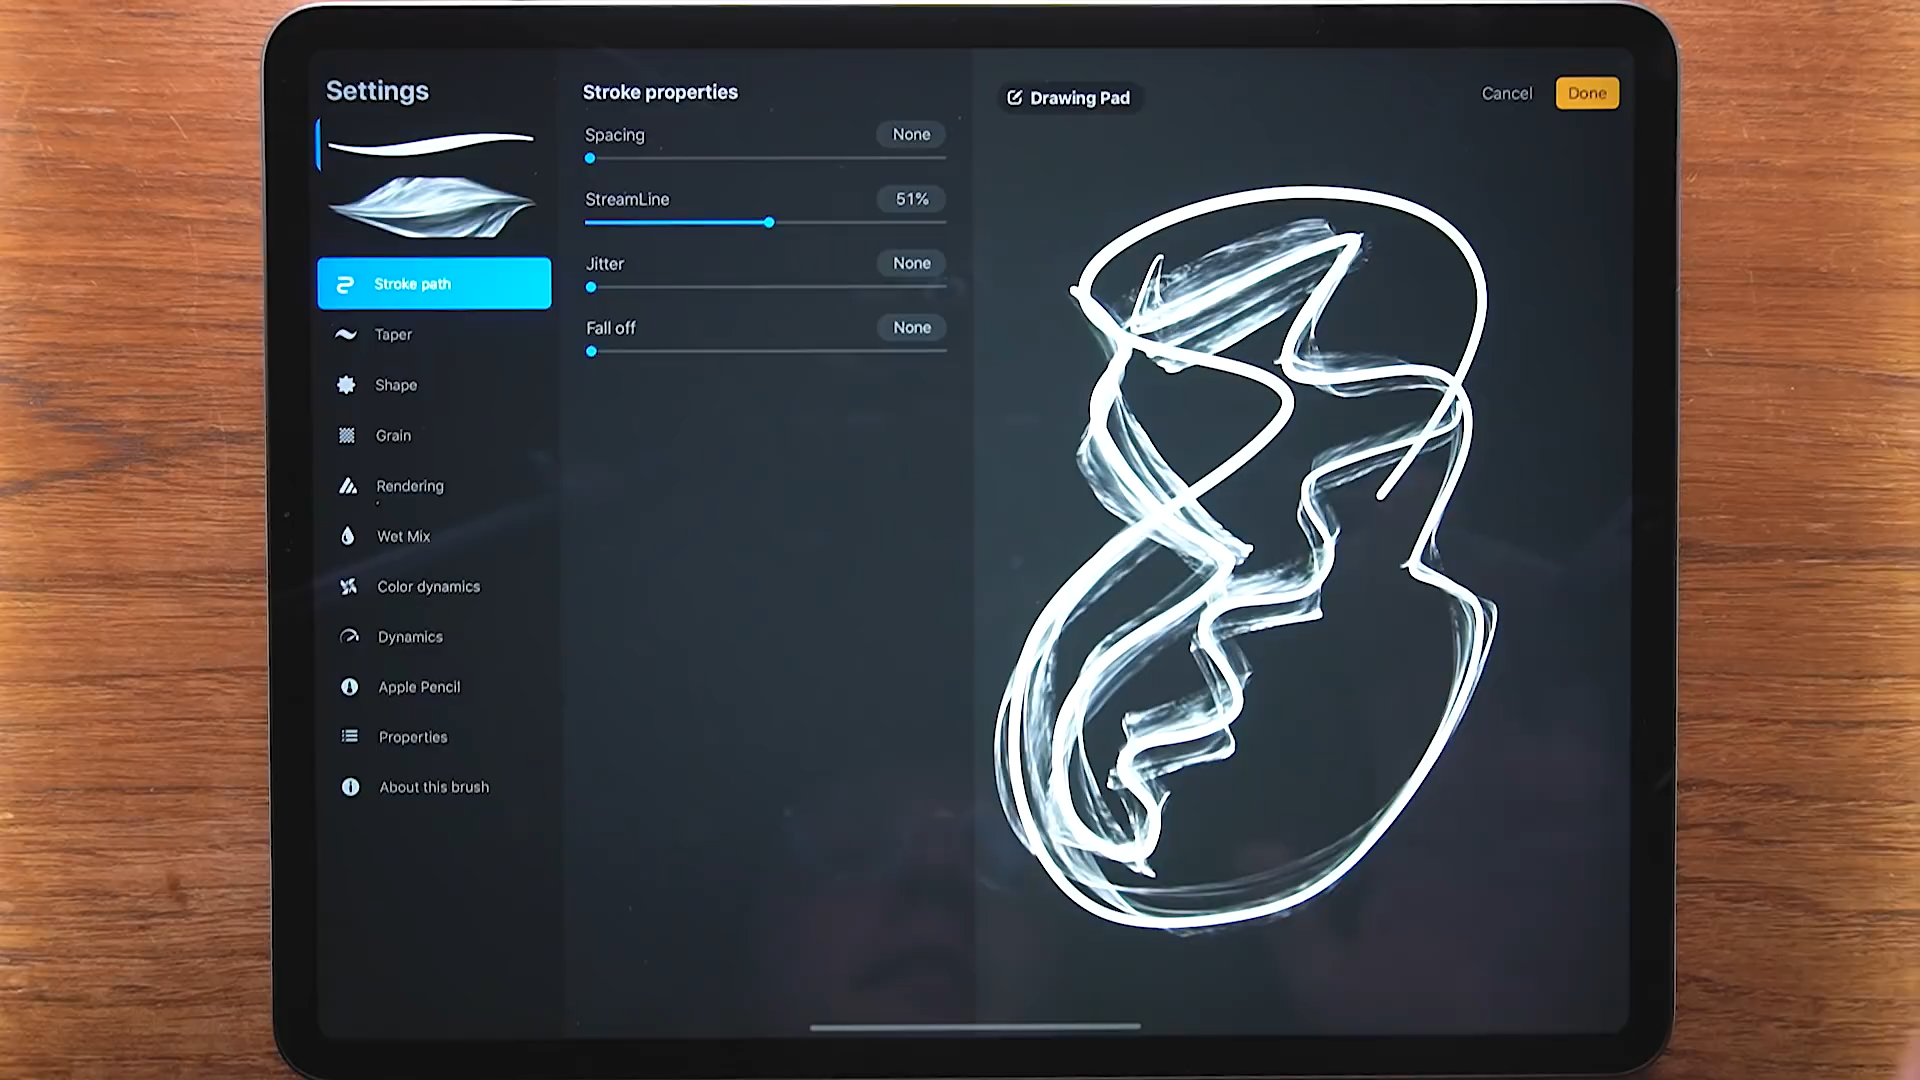 Settings
Stroke path
Taper
Shape
Grain
Rendering
Wet Mix
Color dynamics
Dynamics
Apple Pencil
Properties
About this brush
Stroke properties
Spacing None
StreamLine 51%
Jitter None
Fall off None
Drawing Pad
Cancel
Done